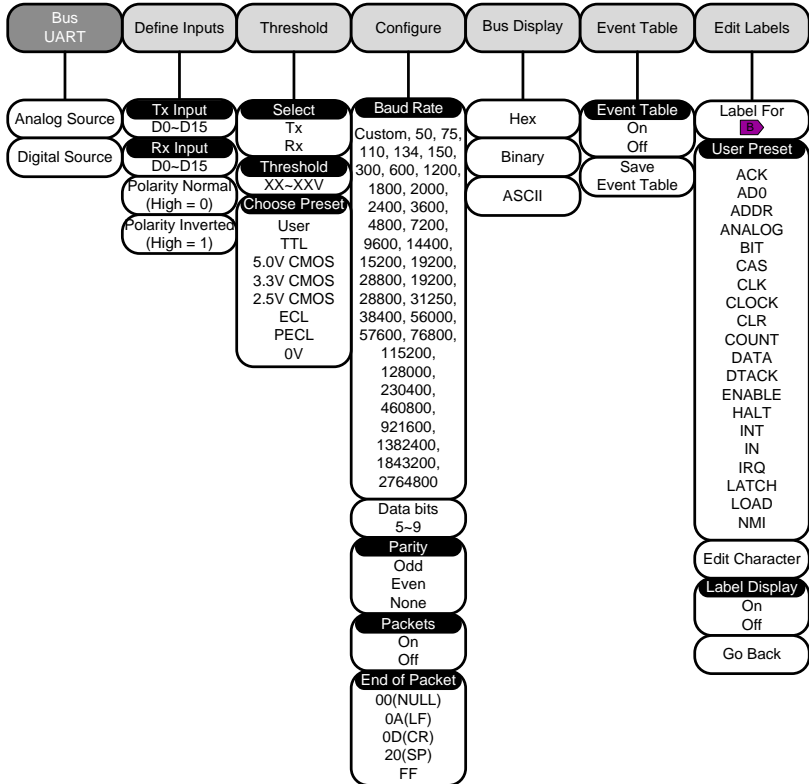 Bus
UART
Define Inputs
Threshold
Configure
Bus Display
Event Table
Edit Labels
Analog Source
Digital Source
Tx Input
D0~D15
Rx Input
D0~D15
Polarity Normal
(High = 0)
Polarity Inverted
(High = 1)
Select
Tx
Rx
Threshold
XX~XXV
Choose Preset
User
TTL
5.0V CMOS
3.3V CMOS
2.5V CMOS
ECL
PECL
0V
Baud Rate
Custom, 50, 75,
110, 134, 150,
300, 600, 1200,
1800, 2000,
2400, 3600,
4800, 7200,
9600, 14400,
15200, 19200,
28800, 19200,
28800, 31250,
38400, 56000,
57600, 76800,
115200,
128000,
230400,
460800,
921600,
1382400,
1843200,
2764800
Data bits
5~9
Parity
Odd
Even
None
Packets
On
Off
End of Packet
00(NULL)
0A(LF)
0D(CR)
20(SP)
FF
Hex
Binary
ASCII
Event Table
On
Off
Save
Event Table
Label For
B
User Preset
ACK
AD0
ADDR
ANALOG
BIT
CAS
CLK
CLOCK
CLR
COUNT
DATA
DTACK
ENABLE
HALT
INT
IN
IRQ
LATCH
LOAD
NMI
Edit Character
Label Display
On
Off
Go Back